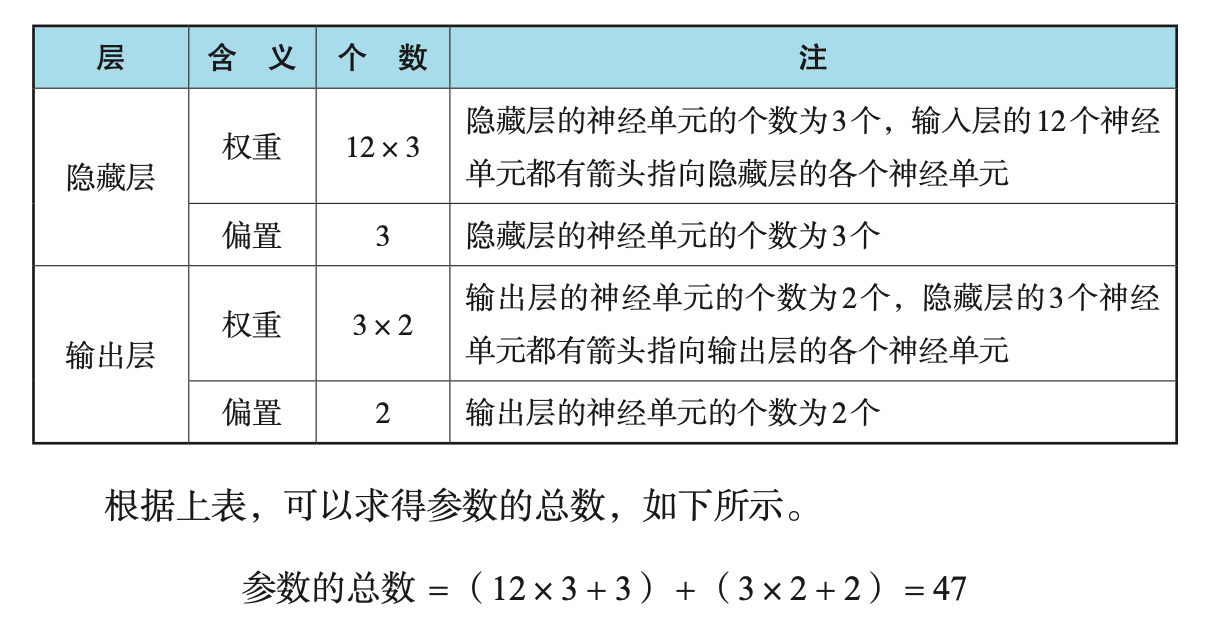 层 含 义 个 数 注
隐藏层 权重 12 × 3 隐藏层的神经单元的个数为3个，输入层的12个神经
单元都有箭头指向隐藏层的各个神经单元
偏置 3 隐藏层的神经单元的个数为3个
输出层 权重 3 × 2 输出层的神经单元的个数为2个，隐藏层的3个神经
单元都有箭头指向输出层的各个神经单元
偏置 2 输出层的神经单元的个数为2个
根据上表，可以求得参数的总数，如下所示。
参数的总数 =（12 × 3 + 3）+（3 × 2 + 2）= 47